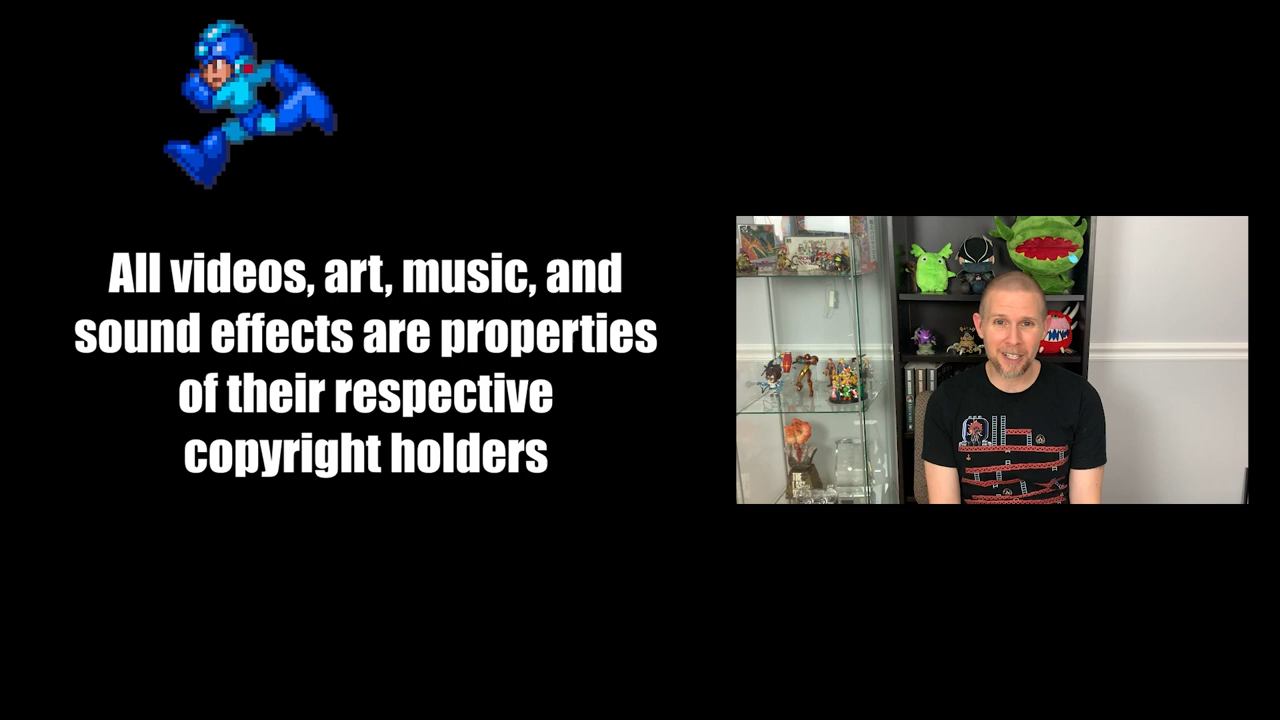 All videos, art, music, and
sound effects are properties
of their respective
copyright holders